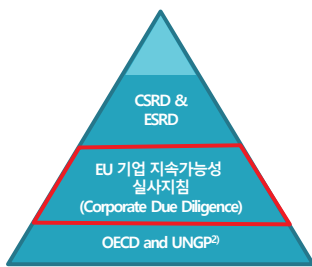 CSRD &
ESRD
EU 기업 지속가능성
실사지침
(Corporate Due Diligence)
OECD and UNGP2)